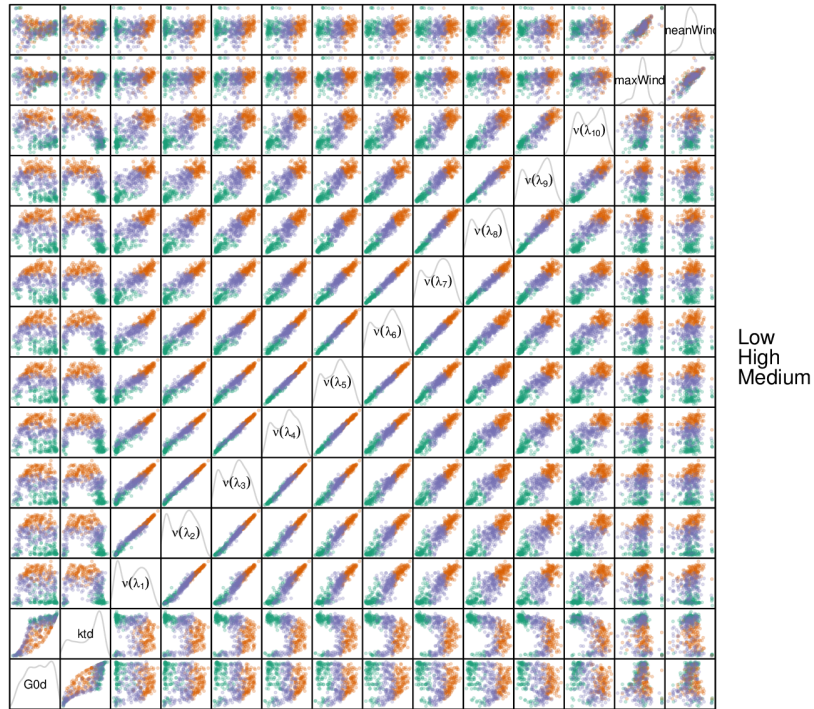 neanWind
maxWind
ν(λ10)
ν(λ9)
ν(λ8)
ν(λ7)
ν(λ6)
ν(λ5)
ν(λ4)
ν(λ3)
ν(λ2)
ν(λ1)
ktd
G0d
Low
High
Medium